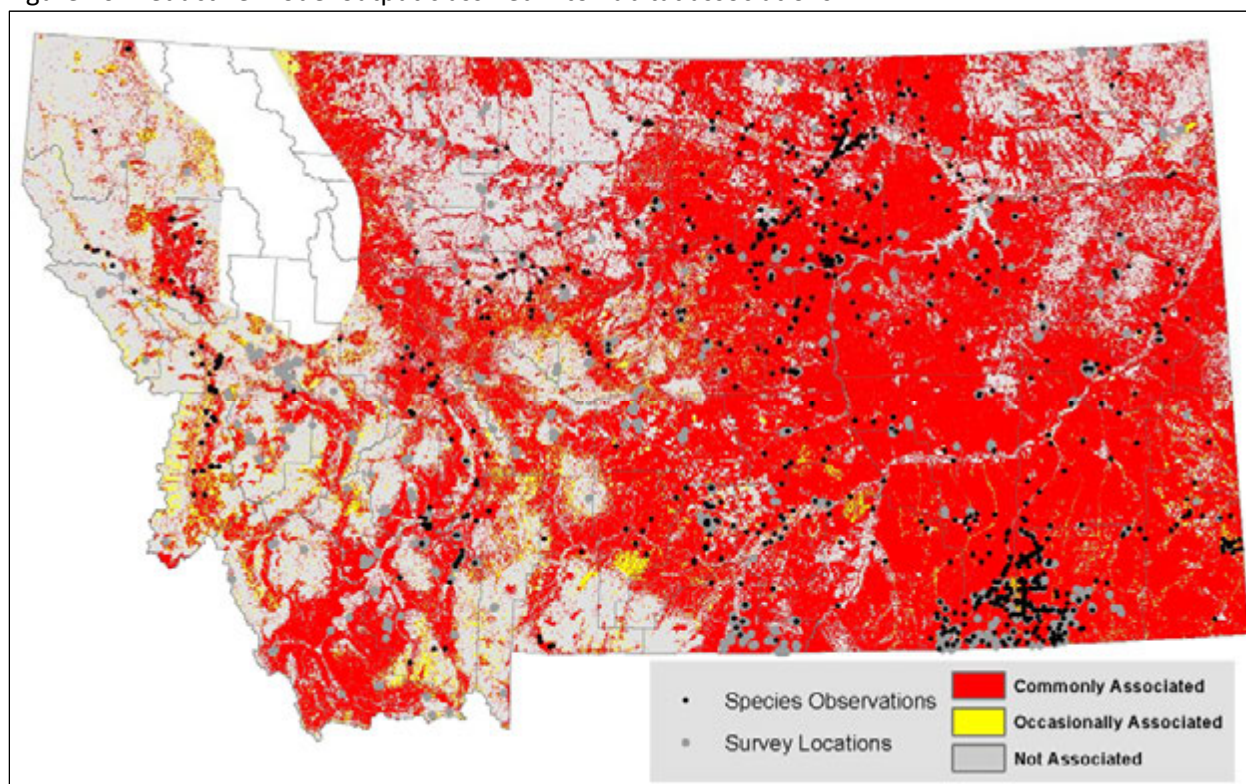 Species Observations
Survey Locations
Commonly Associated
Occasionally Associated
Not Associated